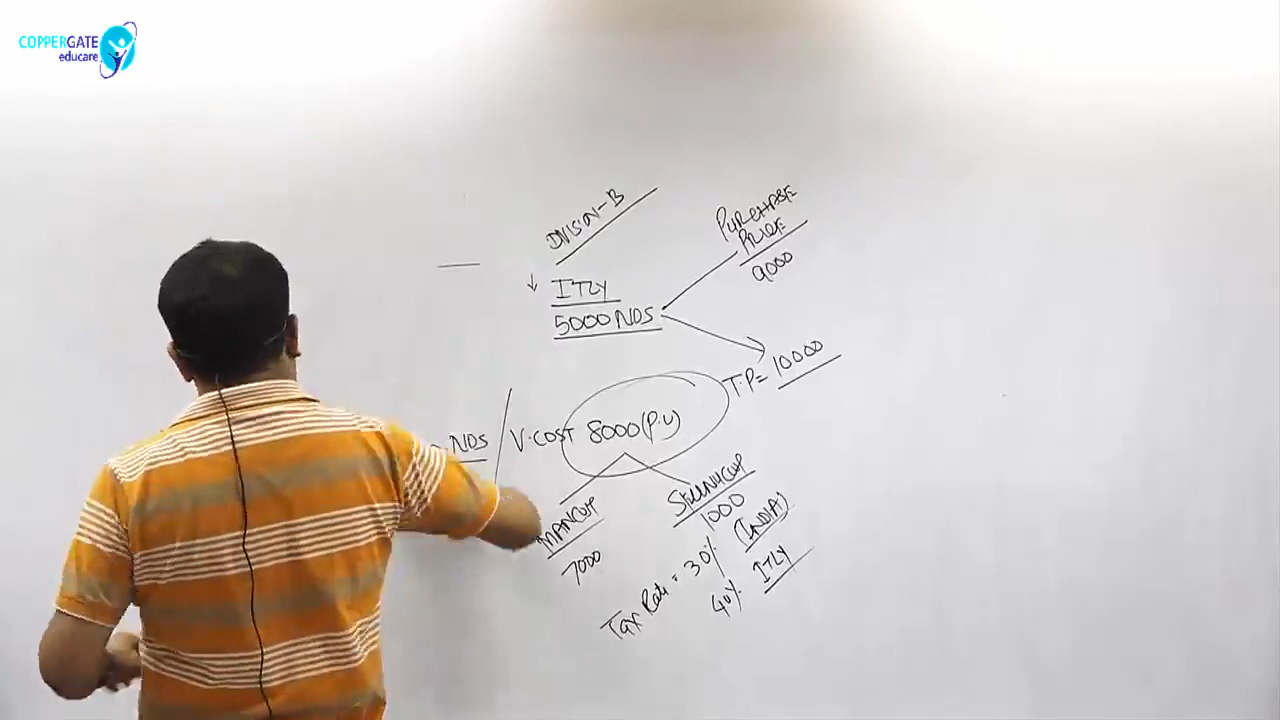 COPPERGATE
educare
DIVISION-B
PURCHASE
PRICE
9000
ITLY
5000 NOS
T.P= 10000
NOS
V.COST 8000(P.U)
MANCUP
7000
1000
(INDIA)
Tax Rate = 30%
40% ITLY